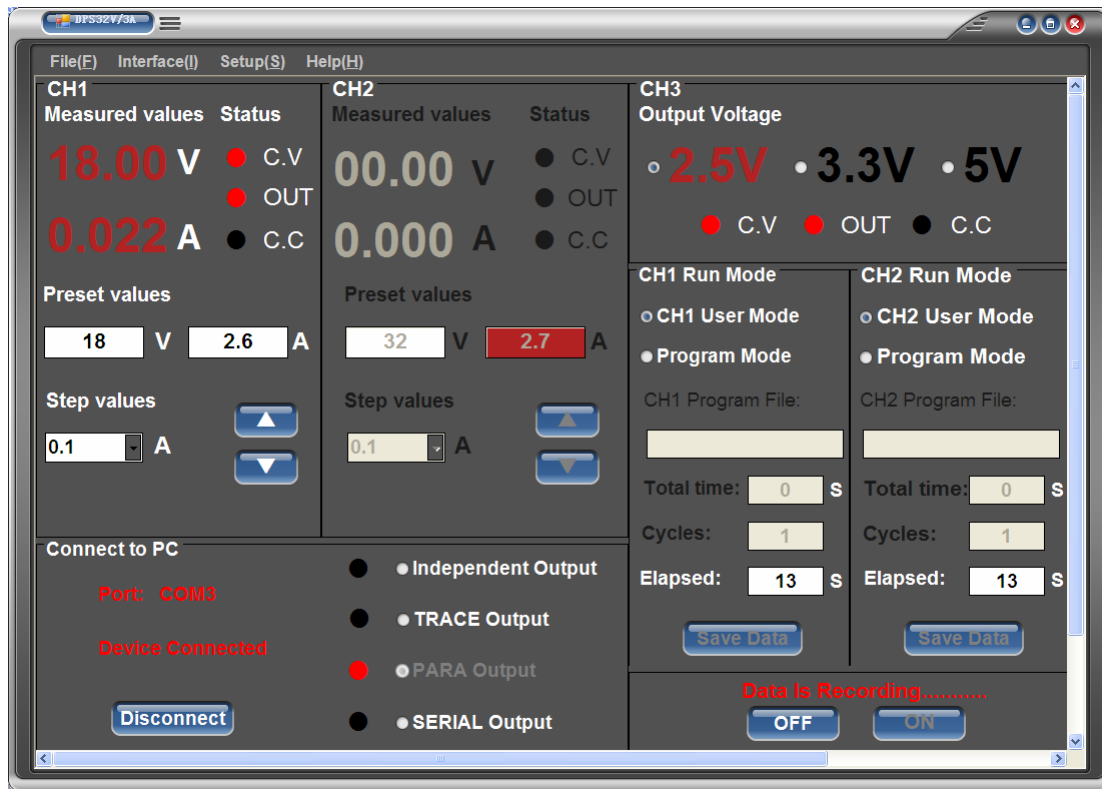 DPS32V/3A
File(F) Interface(I) Setup(S) Help(H)
CH1
Measured values Status
18.00 V C.V
OUT
0.022 A C.C
Preset values
18 V 2.6 A
Step values
0.1 A
CH2
Measured values Status
00.00 V C.V
OUT
0.000 A C.C
Preset values
32 V 2.7 A
Step values
0.1 A
CH3
Output Voltage
2.5V 3.3V 5V
C.V OUT C.C
CH1 Run Mode
CH1 User Mode
Program Mode
CH1 Program File:
Total time: 0 S
Cycles: 1
Elapsed: 13 S
Save Data
CH2 Run Mode
CH2 User Mode
Program Mode
CH2 Program File:
Total time: 0 S
Cycles: 1
Elapsed: 13 S
Save Data
Connect to PC
Port: COM3
Device Connected
Disconnect
Independent Output
TRACE Output
PARA Output
SERIAL Output
Data Is Recording...........
OFF ON